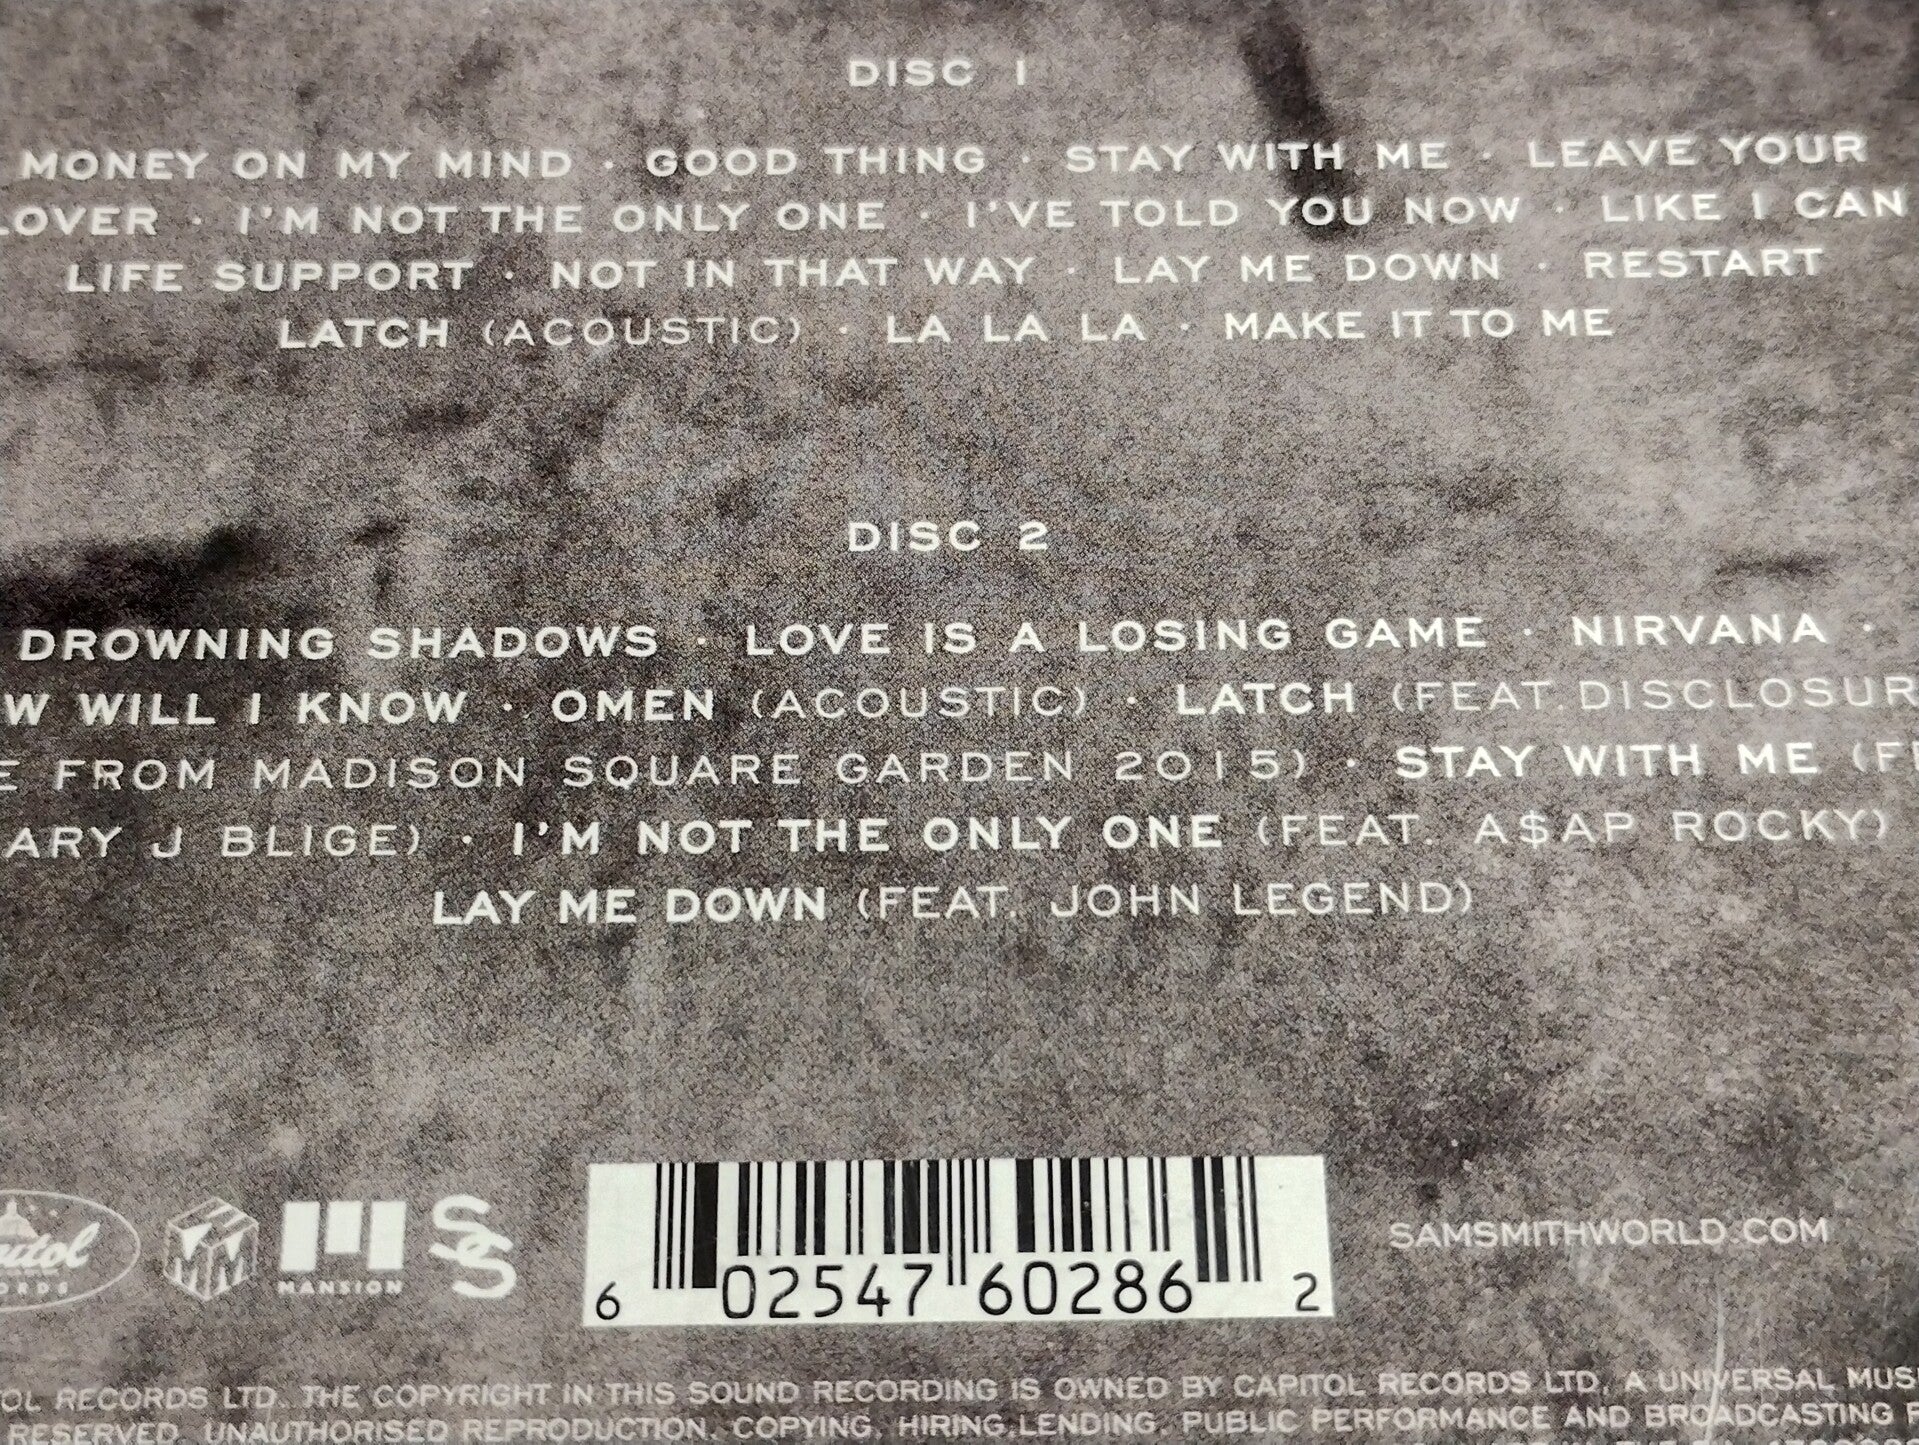 DISC 1
MONEY ON MY MIND · GOOD THING · STAY WITH ME · LEAVE YOUR
LOVER · I'M NOT THE ONLY ONE · I'VE TOLD YOU NOW · LIKE I CAN
LIFE SUPPORT · NOT IN THAT WAY · LAY ME DOWN · RESTART
LATCH (ACOUSTIC) · LA LA LA · MAKE IT TO ME
DISC 2
DROWNING SHADOWS · LOVE IS A LOSING GAME · NIRVANA ·
W WILL I KNOW · OMEN (ACOUSTIC) · LATCH (FEAT. DISCLOSUR
E FROM MADISON SQUARE GARDEN 2015) · STAY WITH ME (FE
ARY J BLIGE) · I'M NOT THE ONLY ONE (FEAT. A$AP ROCKY)
LAY ME DOWN (FEAT. JOHN LEGEND)
MANSION
SS
6 02547 60286 2
SAMSMITHWORLD.COM
OL RECORDS LTD. THE COPYRIGHT IN THIS SOUND RECORDING IS OWNED BY CAPITOL RECORDS LTD, A UNIVERSAL MUSI
RESERVED. UNAUTHORISED REPRODUCTION, COPYING, HIRING, LENDING, PUBLIC PERFORMANCE AND BROADCASTING